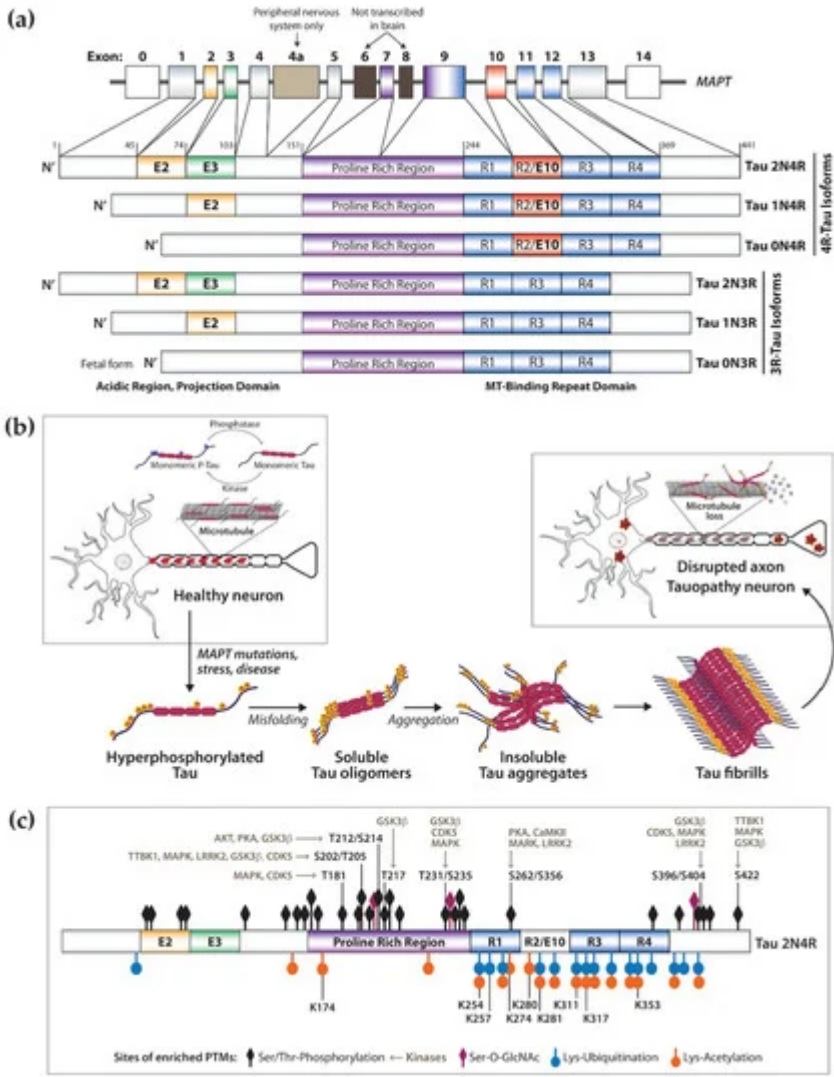 (a)
Peripheral nervous
system only
Not transcribed
in brain
Exon: 0 1 2 3 4 4a 5 6 7 8 9 10 11 12 13 14
MAPT
1 45 74 103 151 244 369 441
N' E2 E3 Proline Rich Region R1 R2/E10 R3 R4 Tau 2N4R
N' E2 Proline Rich Region R1 R2/E10 R3 R4 Tau 1N4R
N' Proline Rich Region R1 R2/E10 R3 R4 Tau 0N4R
4R-Tau Isoforms
N' E2 E3 Proline Rich Region R1 R3 R4 Tau 2N3R
N' E2 Proline Rich Region R1 R3 R4 Tau 1N3R
Fetal form N' Proline Rich Region R1 R3 R4 Tau 0N3R
3R-Tau Isoforms
Acidic Region, Projection Domain MT-Binding Repeat Domain
(b)
Phosphatase
Monomeric P-Tau Monomeric Tau
Kinase
Microtubule
Healthy neuron
Microtubule
loss
Disrupted axon
Tauopathy neuron
MAPT mutations,
stress, disease
Misfolding
Aggregation
Hyperphosphorylated
Tau
Soluble
Tau oligomers
Insoluble
Tau aggregates
Tau fibrills
(c)
AKT, PKA, GSK3β → T212/S214
TTBK1, MAPK, LRRK2, GSK3β, CDK5 → S202/T205
MAPK, CDK5 → T181
GSK3β
T217
GSK3β
CDK5
MAPK
T231/S235
PKA, CaMKII
MARK, LRRK2
S262/S356
GSK3β
CDK5, MAPK
LRRK2
S396/S404
TTBK1
MAPK
GSK3β
S422
E2 E3 Proline Rich Region R1 R2/E10 R3 R4 Tau 2N4R
K174
K254
K257
K274
K280
K281
K311
K317
K353
Sites of enriched PTMs: Ser/Thr-Phosphorylation ← Kinases Ser-O-GlcNAc Lys-Ubiquitination Lys-Acetylation